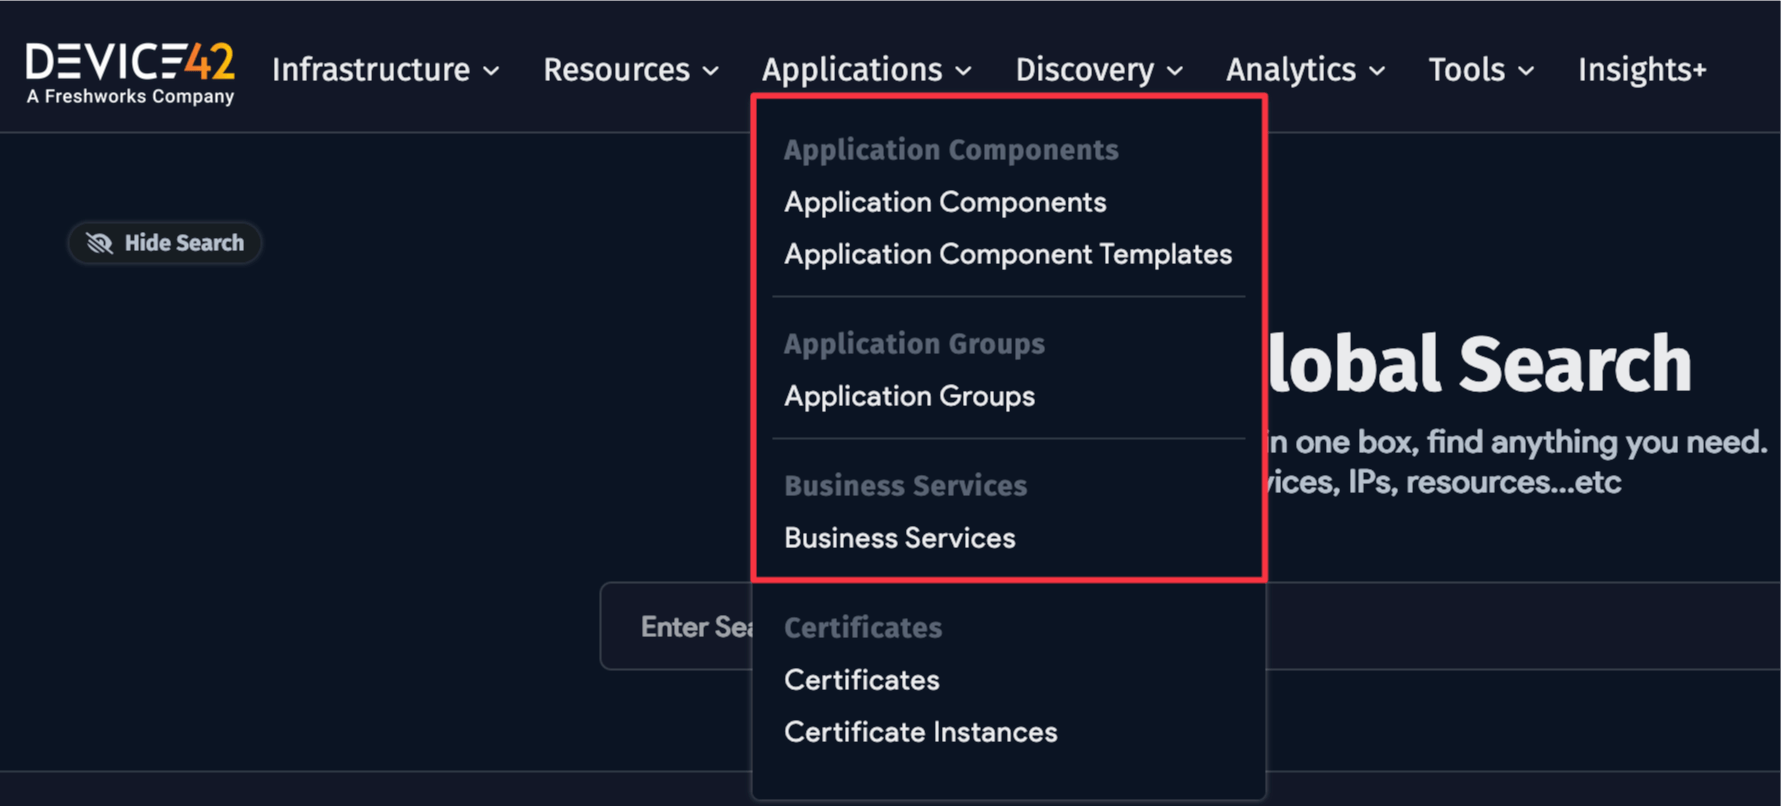 DEVICE42
A Freshworks Company
Infrastructure
Resources
Applications
Discovery
Analytics
Tools
Insights+
Hide Search
Application Components
Application Components
Application Component Templates
Application Groups
Application Groups
Business Services
Business Services
Certificates
Certificates
Certificate Instances
lobal Search
in one box, find anything you need.
vices, IPs, resources...etc
Enter Sea